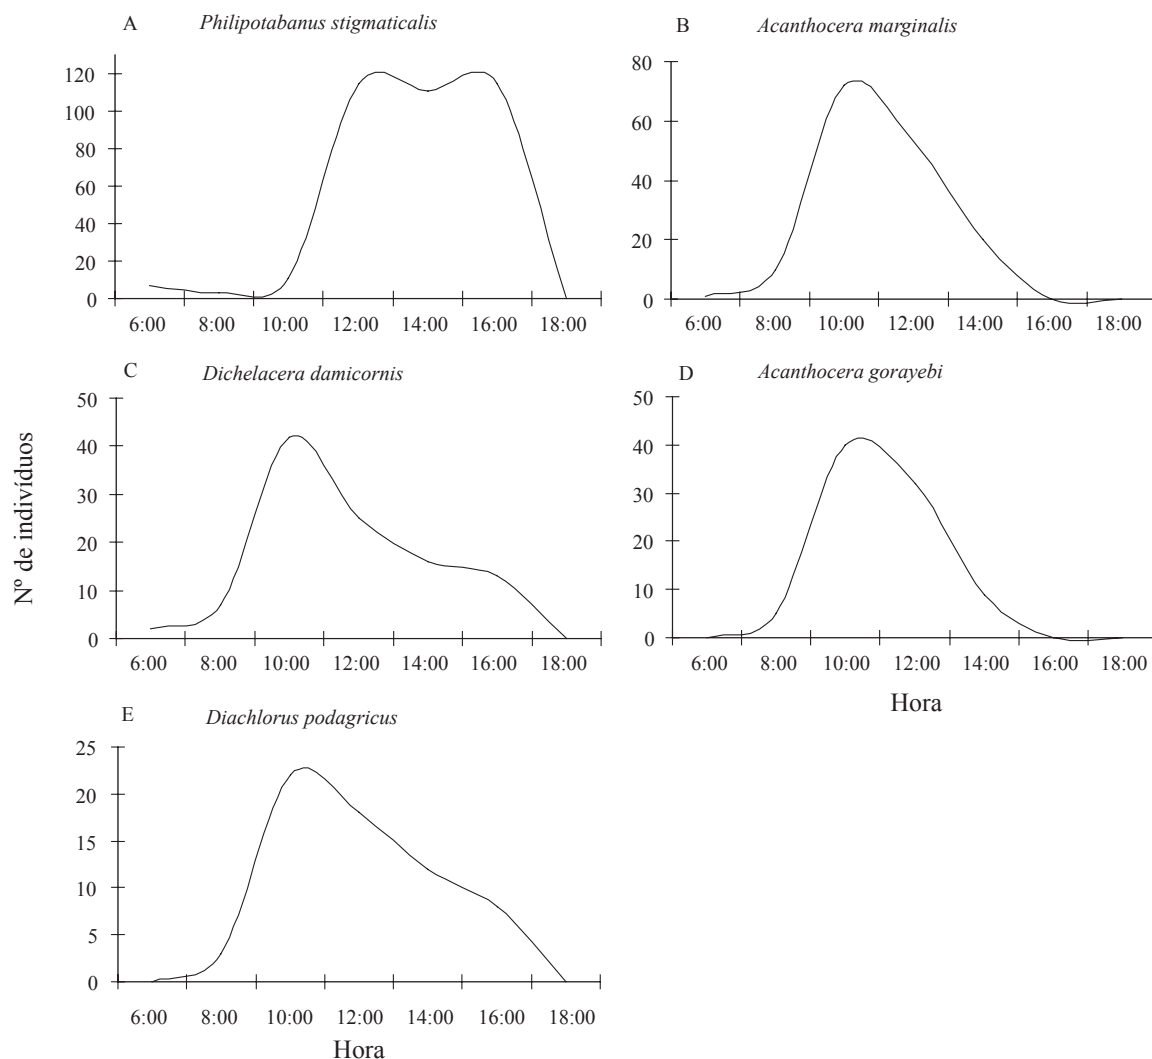 A Philipotabanus stigmaticalis
120
100
80
60
40
20
0
6:00 8:00 10:00 12:00 14:00 16:00 18:00
B Acanthocera marginalis
80
60
40
20
0
6:00 8:00 10:00 12:00 14:00 16:00 18:00
C Dichelacera damicornis
50
40
30
20
10
0
6:00 8:00 10:00 12:00 14:00 16:00 18:00
Nº de indivíduos
D Acanthocera gorayebi
50
40
30
20
10
0
6:00 8:00 10:00 12:00 14:00 16:00 18:00
Hora
E Diachlorus podagricus
25
20
15
10
5
0
6:00 8:00 10:00 12:00 14:00 16:00 18:00
Hora